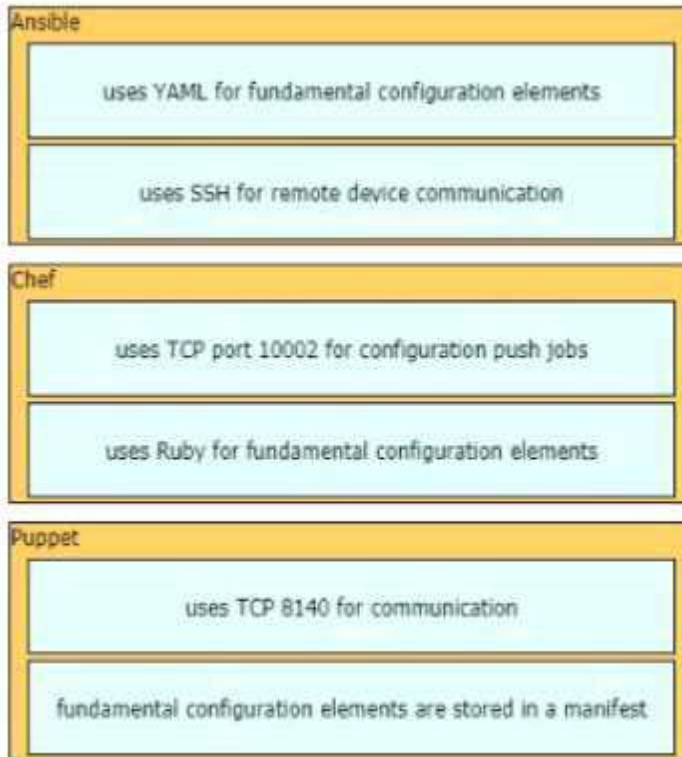 Ansible
uses YAML for fundamental configuration elements
uses SSH for remote device communication
Chef
uses TCP port 10002 for configuration push jobs
uses Ruby for fundamental configuration elements
Puppet
uses TCP 8140 for communication
fundamental configuration elements are stored in a manifest